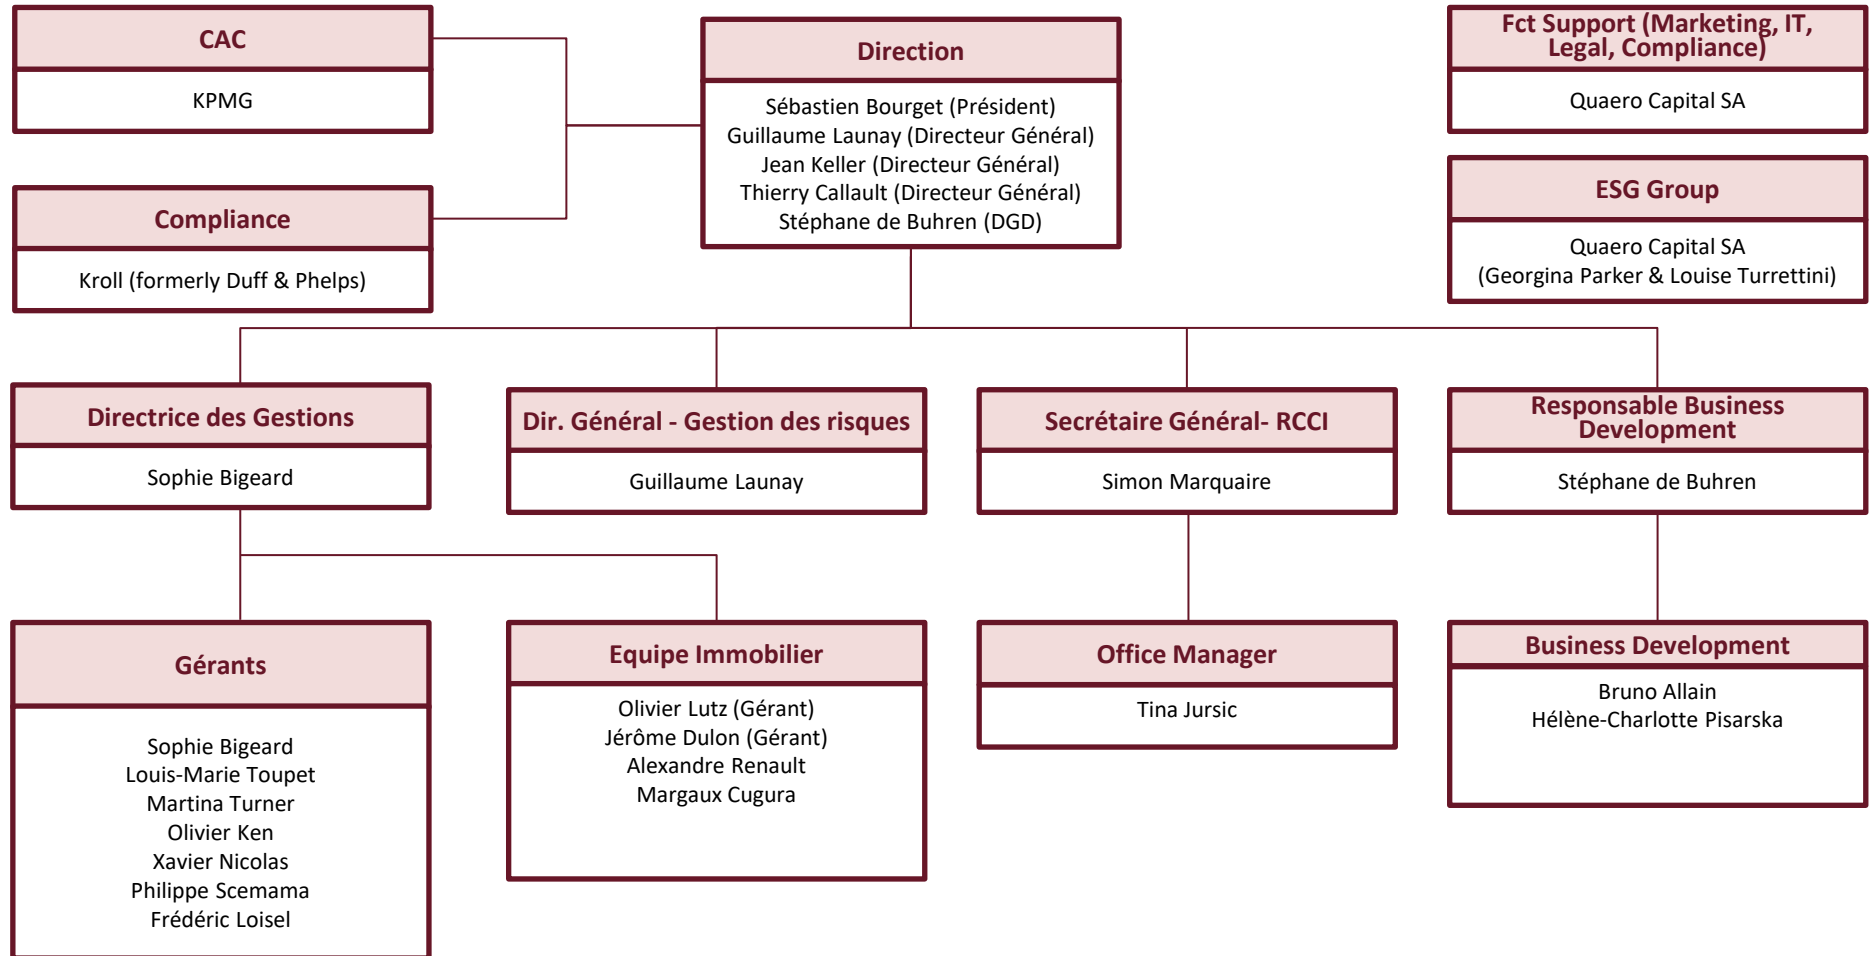 CAC
KPMG
Compliance
Kroll (formerly Duff & Phelps)
Direction
Sébastien Bourget (Président)
Guillaume Launay (Directeur Général)
Jean Keller (Directeur Général)
Thierry Callault (Directeur Général)
Stéphane de Buhren (DGD)
Fct Support (Marketing, IT,
Legal, Compliance)
Quaero Capital SA
ESG Group
Quaero Capital SA
(Georgina Parker & Louise Turrettini)
Directrice des Gestions
Sophie Bigeard
Dir. Général - Gestion des risques
Guillaume Launay
Secrétaire Général- RCCI
Simon Marquaire
Responsable Business
Development
Stéphane de Buhren
Gérants
Sophie Bigeard
Louis-Marie Toupet
Martina Turner
Olivier Ken
Xavier Nicolas
Philippe Scemama
Frédéric Loisel
Equipe Immobilier
Olivier Lutz (Gérant)
Jérôme Dulon (Gérant)
Alexandre Renault
Margaux Cugura
Office Manager
Tina Jursic
Business Development
Bruno Allain
Hélène-Charlotte Pisarska